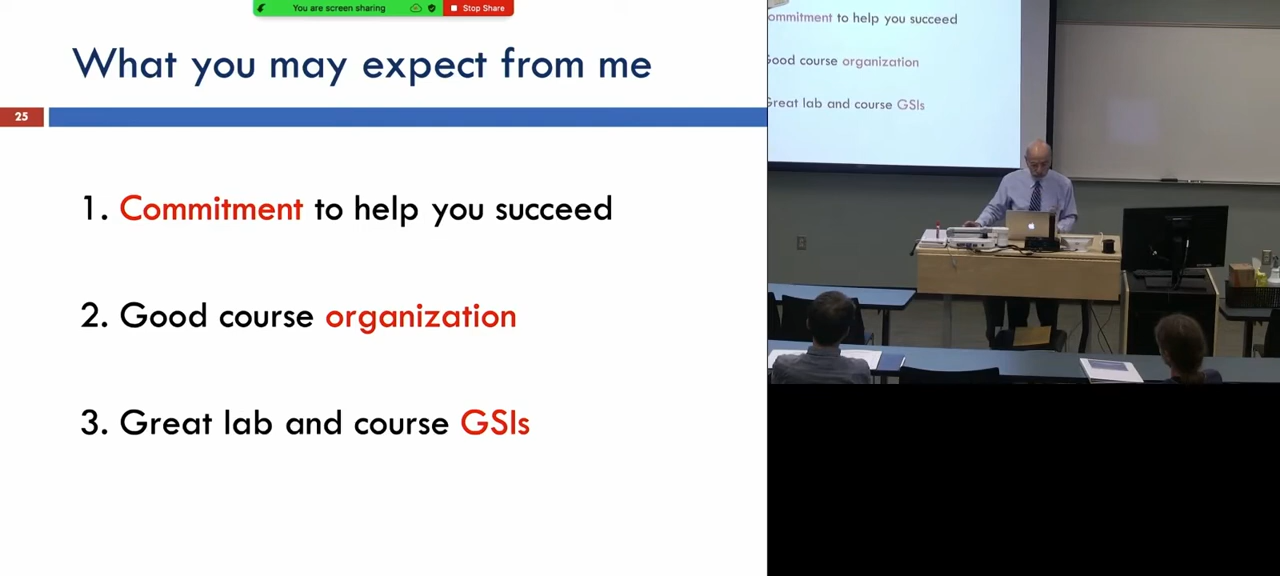 You are screen sharing
Stop Share
What you may expect from me
25
1. Commitment to help you succeed
2. Good course organization
3. Great lab and course GSIs
ommitment to help you succeed
Good course organization
Great lab and course GSIs